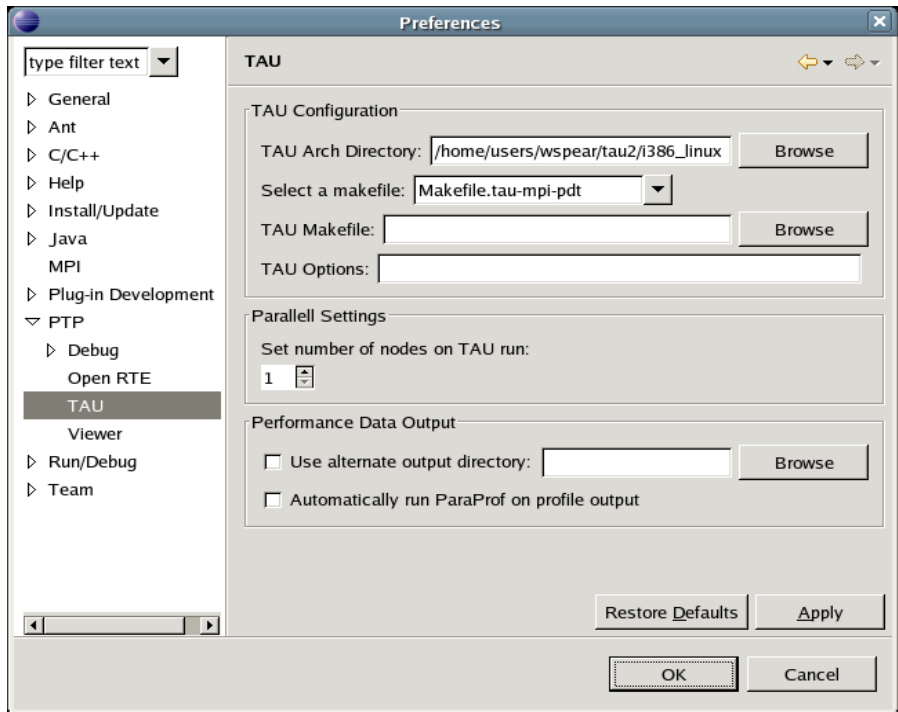 Preferences
type filter text
General
Ant
C/C++
Help
Install/Update
Java
MPI
Plug-in Development
PTP
Debug
Open RTE
TAU
Viewer
Run/Debug
Team
TAU
TAU Configuration
TAU Arch Directory: /home/users/wspear/tau2/i386_linux Browse
Select a makefile: Makefile.tau-mpi-pdt
TAU Makefile: Browse
TAU Options:
Parallell Settings
Set number of nodes on TAU run:
1
Performance Data Output
Use alternate output directory: Browse
Automatically run ParaProf on profile output
Restore Defaults Apply
OK Cancel